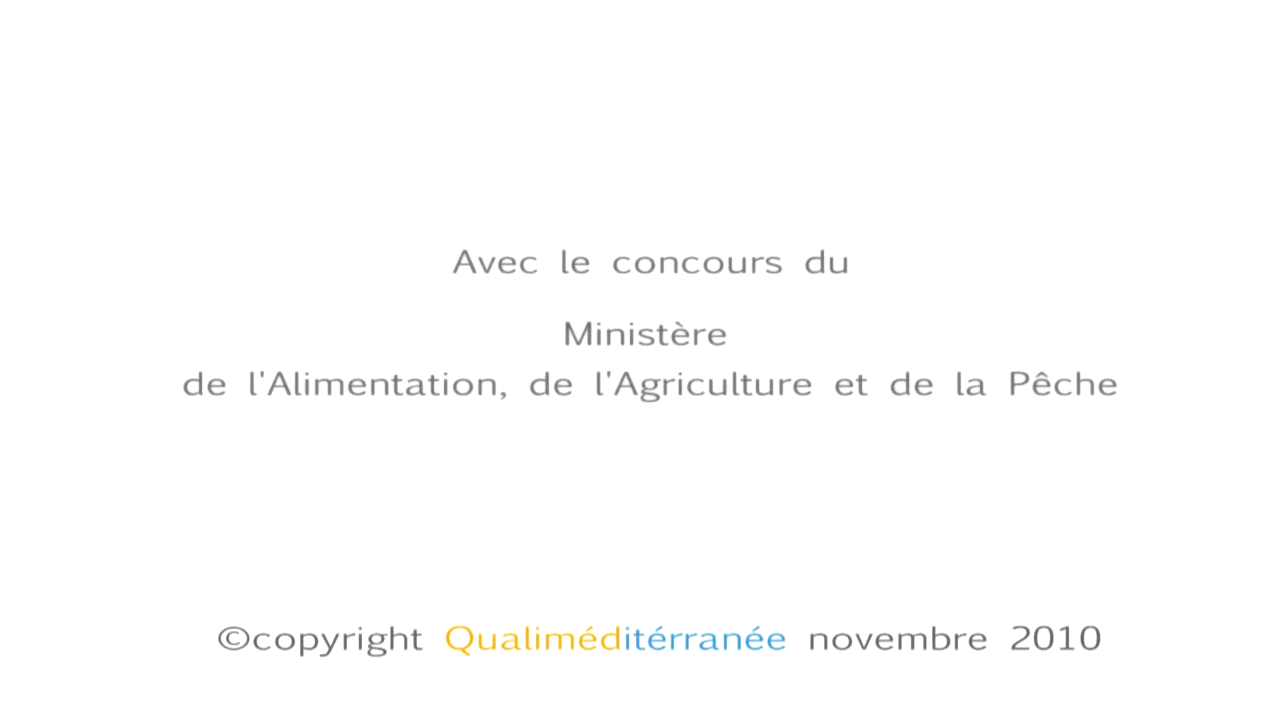 Avec le concours du
Ministère
de l'Alimentation, de l'Agriculture et de la Pêche
©copyright Qualiméditérranée novembre 2010